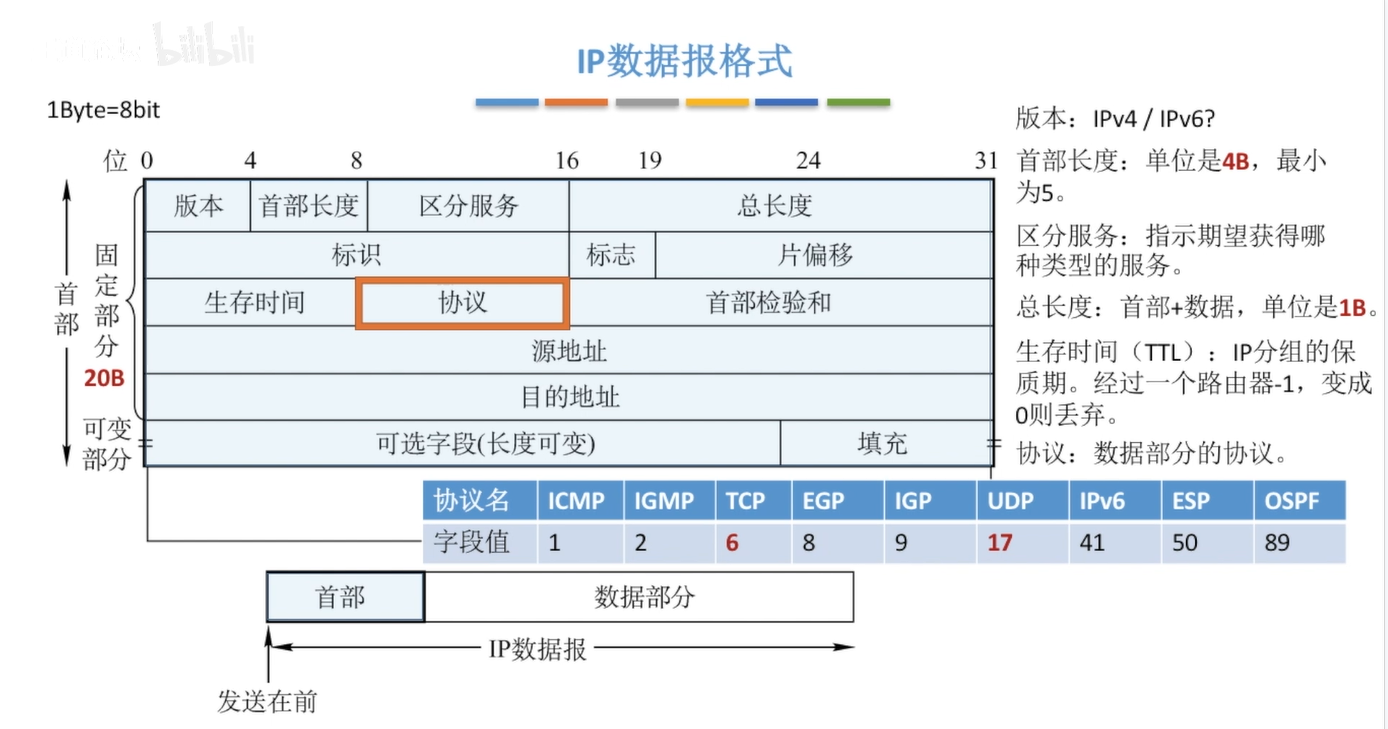 bilibili
IP数据报格式
1Byte=8bit
位 0 4 8 16 19 24 31
版本 首部长度 区分服务 总长度
标识 标志 片偏移
生存时间 协议 首部检验和
源地址
目的地址
可选字段(长度可变) 填充
首部
固定部分
20B
可变
部分
版本：IPv4 / IPv6?
首部长度：单位是4B，最小
为5。
区分服务：指示期望获得哪
种类型的服务。
总长度：首部+数据，单位是1B。
生存时间（TTL）：IP分组的保
质期。经过一个路由器-1，变成
0则丢弃。
协议：数据部分的协议。
协议名 ICMP IGMP TCP EGP IGP UDP IPv6 ESP OSPF
字段值 1 2 6 8 9 17 41 50 89
首部 数据部分
IP数据报
发送在前